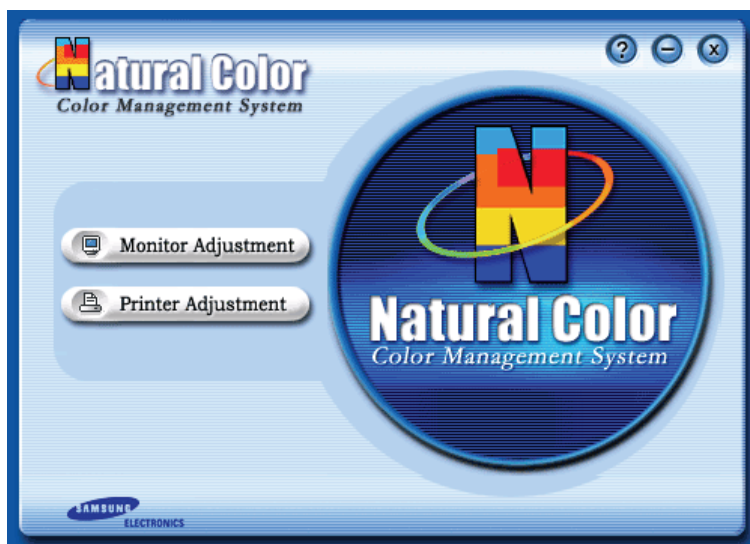 Natural Color
Color Management System
?
Monitor Adjustment
Printer Adjustment
N
Natural Color
Color Management System
SAMSUNG
ELECTRONICS